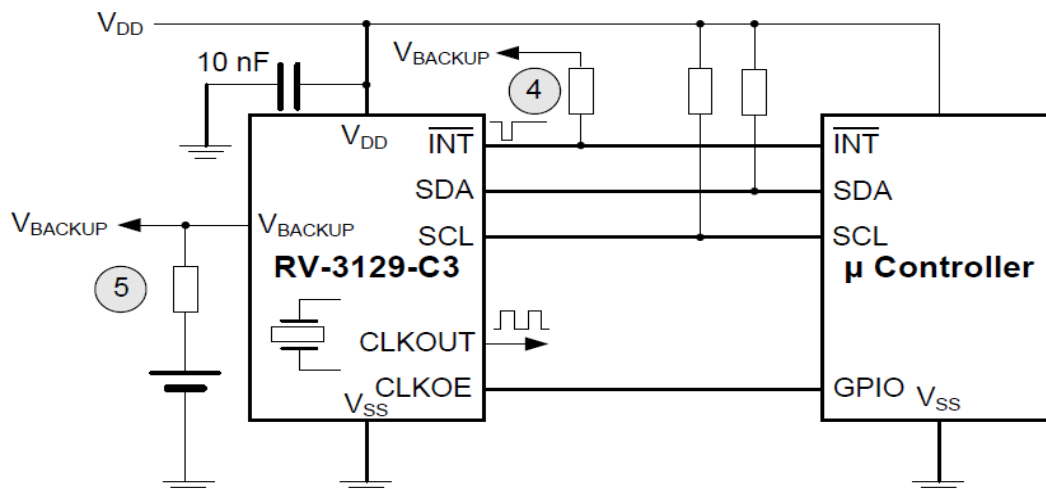 VDD
10 nF
VBACKUP
4
VDD
INT
INT
SDA
SDA
VBACKUP
VBACKUP
SCL
SCL
RV-3129-C3
µ Controller
5
CLKOUT
CLKOE
GPIO
VSS
VSS